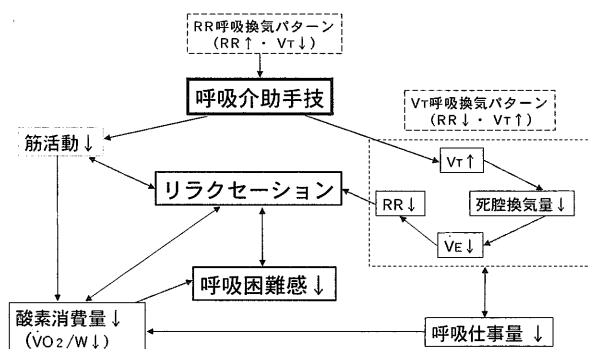 RR呼吸換気パターン
(RR↑・VT↓)
呼吸介助手技
VT呼吸換気パターン
(RR↓・VT↑)
筋活動↓
VT↑
リラクセーション
RR↓
死腔換気量↓
V̇E↓
呼吸困難感↓
酸素消費量↓
(V̇O2/W↓)
呼吸仕事量↓